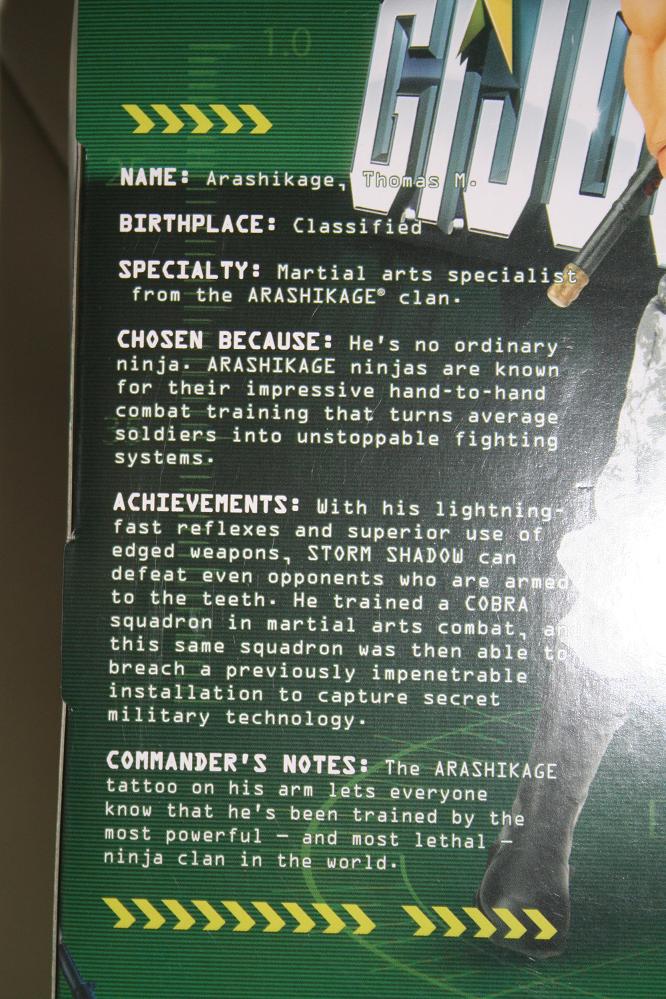 1.0
GI JO
NAME: Arashikage, Thomas M.
BIRTHPLACE: Classified
SPECIALTY: Martial arts specialist
from the ARASHIKAGE® clan.
CHOSEN BECAUSE: He's no ordinary
ninja. ARASHIKAGE ninjas are known
for their impressive hand-to-hand
combat training that turns average
soldiers into unstoppable fighting
systems.
ACHIEVEMENTS: With his lightning-
fast reflexes and superior use of
edged weapons, STORM SHADOW can
defeat even opponents who are armed
to the teeth. He trained a COBRA
squadron in martial arts combat, an
this same squadron was then able to
breach a previously impenetrable
installation to capture secret
military technology.
COMMANDER'S NOTES: The ARASHIKAGE
tattoo on his arm lets everyone
know that he's been trained by the
most powerful — and most lethal —
ninja clan in the world.